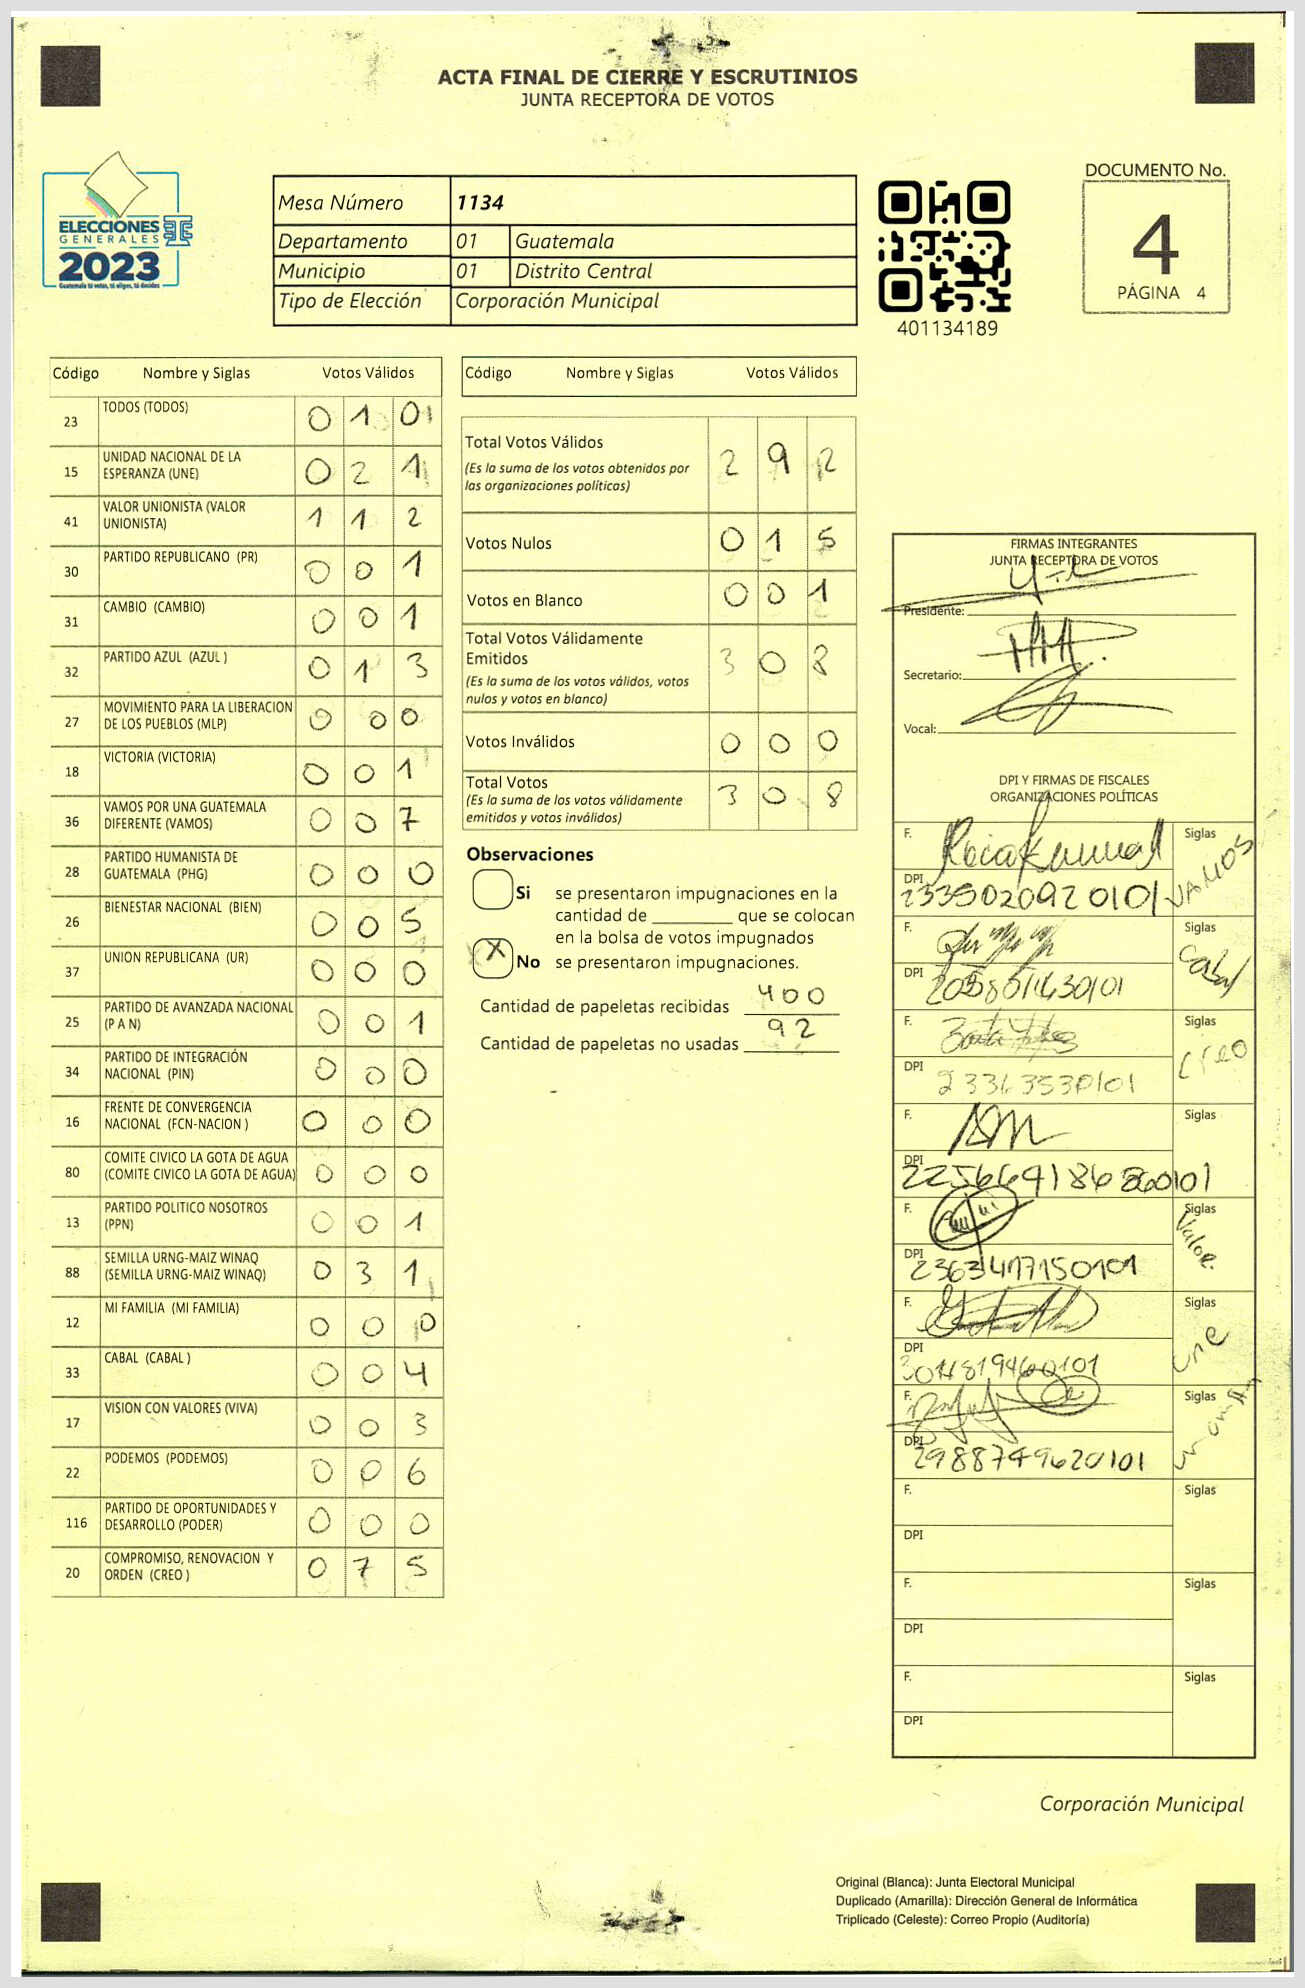 ACTA FINAL DE CIERRE Y ESCRUTINIOS
JUNTA RECEPTORA DE VOTOS
ELECCIONES
GENERALES
2023
Guatemala tú votas, tú eliges, tú decides
Mesa Número 1134
Departamento 01 Guatemala
Municipio 01 Distrito Central
Tipo de Elección Corporación Municipal
401134189
DOCUMENTO No.
4
PÁGINA 4
Código Nombre y Siglas Votos Válidos
23 TODOS (TODOS) 0 1 0
15 UNIDAD NACIONAL DE LA
ESPERANZA (UNE) 0 2 1
41 VALOR UNIONISTA (VALOR
UNIONISTA) 1 1 2
30 PARTIDO REPUBLICANO (PR) 0 0 1
31 CAMBIO (CAMBIO) 0 0 1
32 PARTIDO AZUL (AZUL ) 0 1 3
27 MOVIMIENTO PARA LA LIBERACION
DE LOS PUEBLOS (MLP) 0 0 0
18 VICTORIA (VICTORIA) 0 0 1
36 VAMOS POR UNA GUATEMALA
DIFERENTE (VAMOS) 0 0 7
28 PARTIDO HUMANISTA DE
GUATEMALA (PHG) 0 0 0
26 BIENESTAR NACIONAL (BIEN) 0 0 5
37 UNION REPUBLICANA (UR) 0 0 0
25 PARTIDO DE AVANZADA NACIONAL
(P A N) 0 0 1
34 PARTIDO DE INTEGRACIÓN
NACIONAL (PIN) 0 0 0
16 FRENTE DE CONVERGENCIA
NACIONAL (FCN-NACION ) 0 0 0
80 COMITE CIVICO LA GOTA DE AGUA
(COMITE CIVICO LA GOTA DE AGUA) 0 0 0
13 PARTIDO POLITICO NOSOTROS
(PPN) 0 0 1
88 SEMILLA URNG-MAIZ WINAQ
(SEMILLA URNG-MAIZ WINAQ) 0 3 1
12 MI FAMILIA (MI FAMILIA) 0 0 0
33 CABAL (CABAL ) 0 0 4
17 VISION CON VALORES (VIVA) 0 0 3
22 PODEMOS (PODEMOS) 0 0 6
116 PARTIDO DE OPORTUNIDADES Y
DESARROLLO (PODER) 0 0 0
20 COMPROMISO, RENOVACION Y
ORDEN (CREO ) 0 7 5
Código Nombre y Siglas Votos Válidos
Total Votos Válidos 2 9 2
(Es la suma de los votos obtenidos por
las organizaciones políticas)
Votos Nulos 0 1 5
Votos en Blanco 0 0 1
Total Votos Válidamente
Emitidos 3 0 8
(Es la suma de los votos válidos, votos
nulos y votos en blanco)
Votos Inválidos 0 0 0
Total Votos 3 0 8
(Es la suma de los votos válidamente
emitidos y votos inválidos)
Observaciones
Si se presentaron impugnaciones en la
cantidad de ________ que se colocan
en la bolsa de votos impugnados
X No se presentaron impugnaciones.
Cantidad de papeletas recibidas 400
Cantidad de papeletas no usadas 92
FIRMAS INTEGRANTES
JUNTA RECEPTORA DE VOTOS
Presidente:
Secretario:
Vocal:
DPI Y FIRMAS DE FISCALES
ORGANIZACIONES POLÍTICAS
F. Siglas
DPI 2335020920101 VAMOS
F. Siglas
DPI Cabal
F. Siglas
DPI CREO
F. Siglas
DPI
F. Siglas
DPI 2363417150101 Valor.
F. Siglas
DPI 3014819460101 UNE
F. Siglas
DPI 2988749620101
F. Siglas
DPI
F. Siglas
DPI
F. Siglas
DPI
Corporación Municipal
Original (Blanca): Junta Electoral Municipal
Duplicado (Amarilla): Dirección General de Informática
Triplicado (Celeste): Correo Propio (Auditoría)